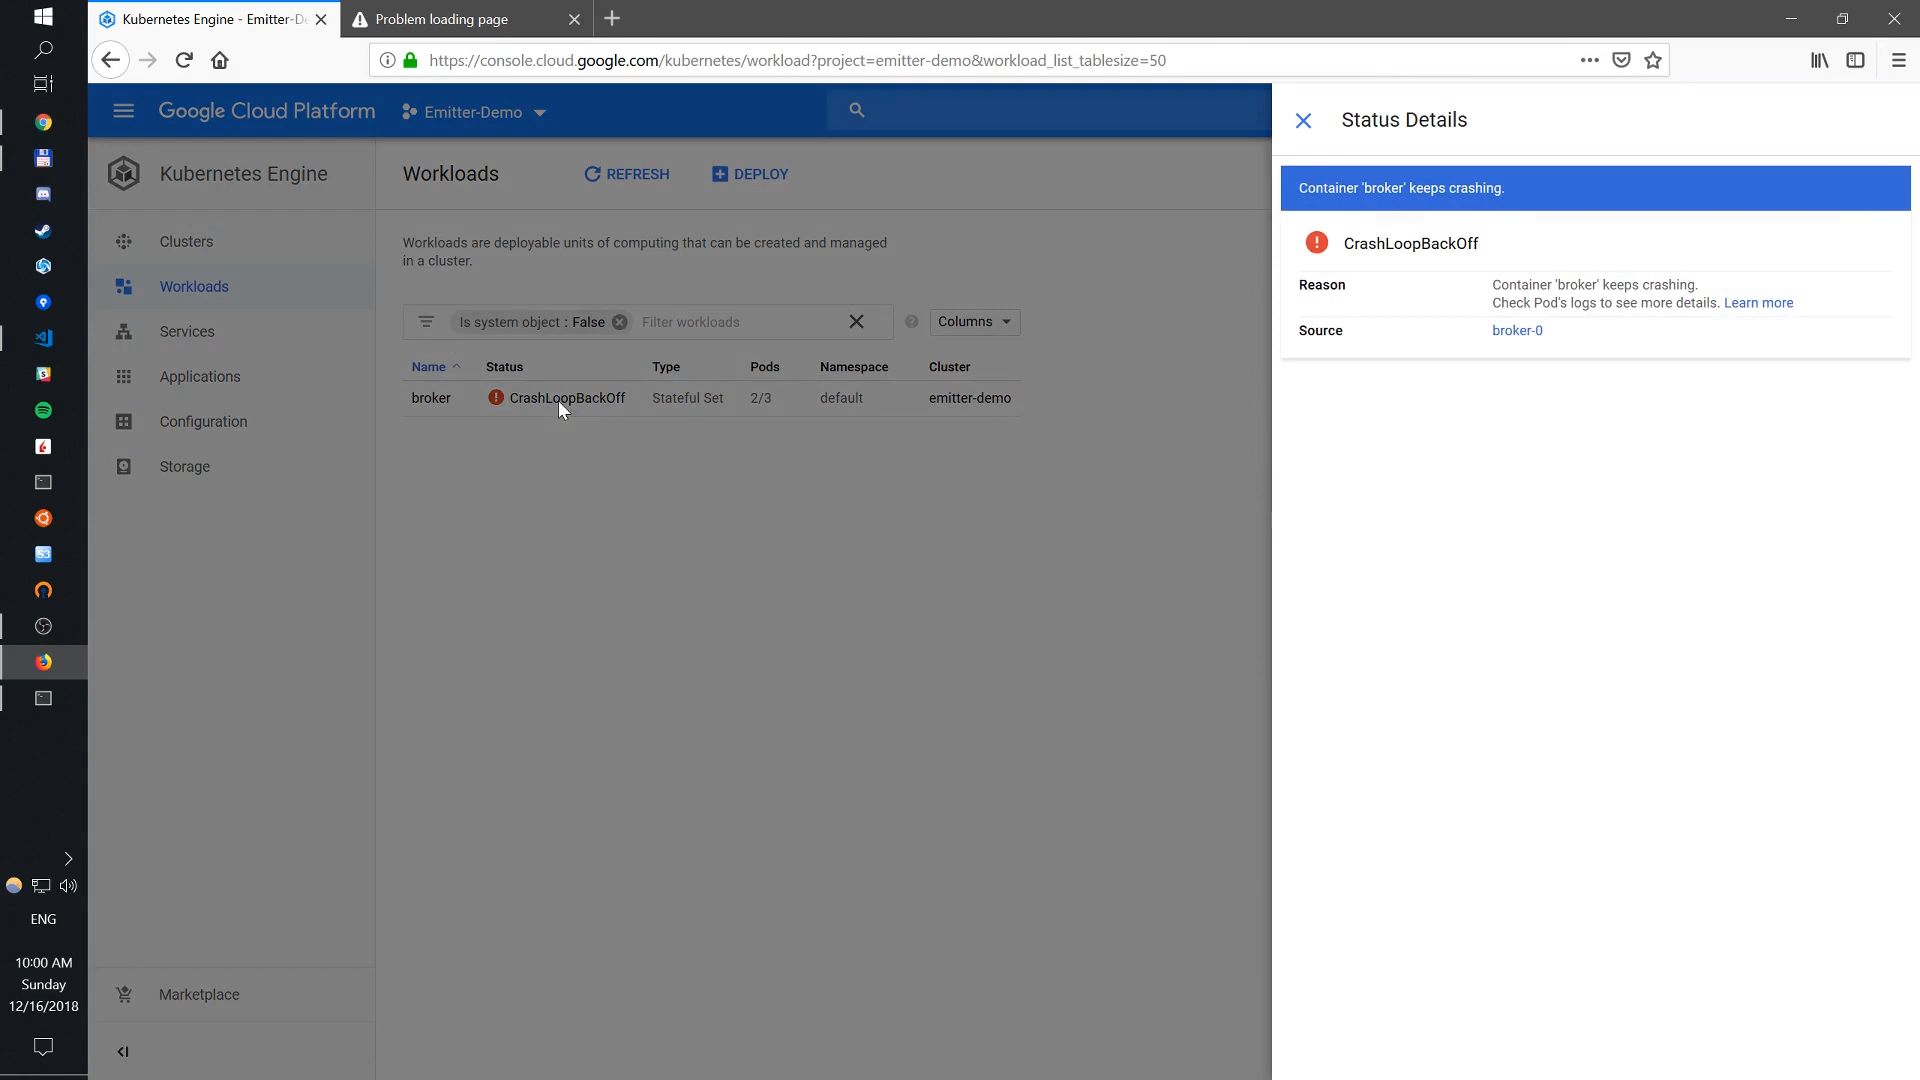 Kubernetes Engine - Emitter-De
Problem loading page
https://console.cloud.google.com/kubernetes/workload?project=emitter-demo&workload_list_tablesize=50
Google Cloud Platform
Emitter-Demo
Status Details
Kubernetes Engine
Workloads
REFRESH
DEPLOY
Container 'broker' keeps crashing.
CrashLoopBackOff
Reason
Container 'broker' keeps crashing.
Check Pod's logs to see more details. Learn more
Source
broker-0
Clusters
Workloads
Services
Applications
Configuration
Storage
Workloads are deployable units of computing that can be created and managed
in a cluster.
Is system object : False
Filter workloads
Columns
Name
Status
Type
Pods
Namespace
Cluster
broker
CrashLoopBackOff
Stateful Set
2/3
default
emitter-demo
Marketplace
S3
ENG
10:00 AM
Sunday
12/16/2018